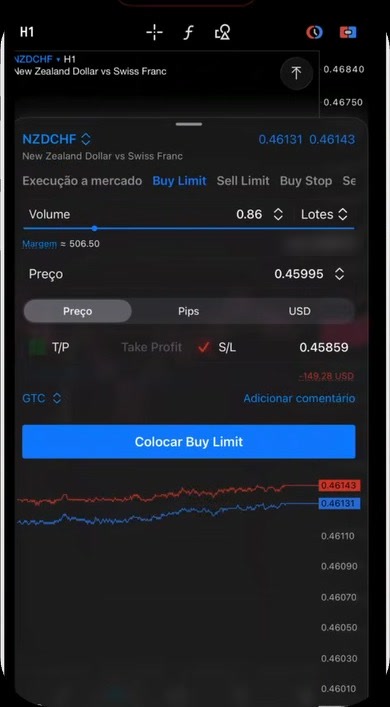 H1
NZDCHF • H1
New Zealand Dollar vs Swiss Franc
0.46840
0.46750
NZDCHF
0.46131 0.46143
New Zealand Dollar vs Swiss Franc
Execução a mercado Buy Limit Sell Limit Buy Stop Se
Volume 0.86 Lotes
Margem = 506.50
Preço 0.45995
Preço Pips USD
T/P Take Profit S/L 0.45859
-149.28 USD
GTC Adicionar comentário
Colocar Buy Limit
0.46143
0.46131
0.46110
0.46090
0.46070
0.46050
0.46030
0.46010